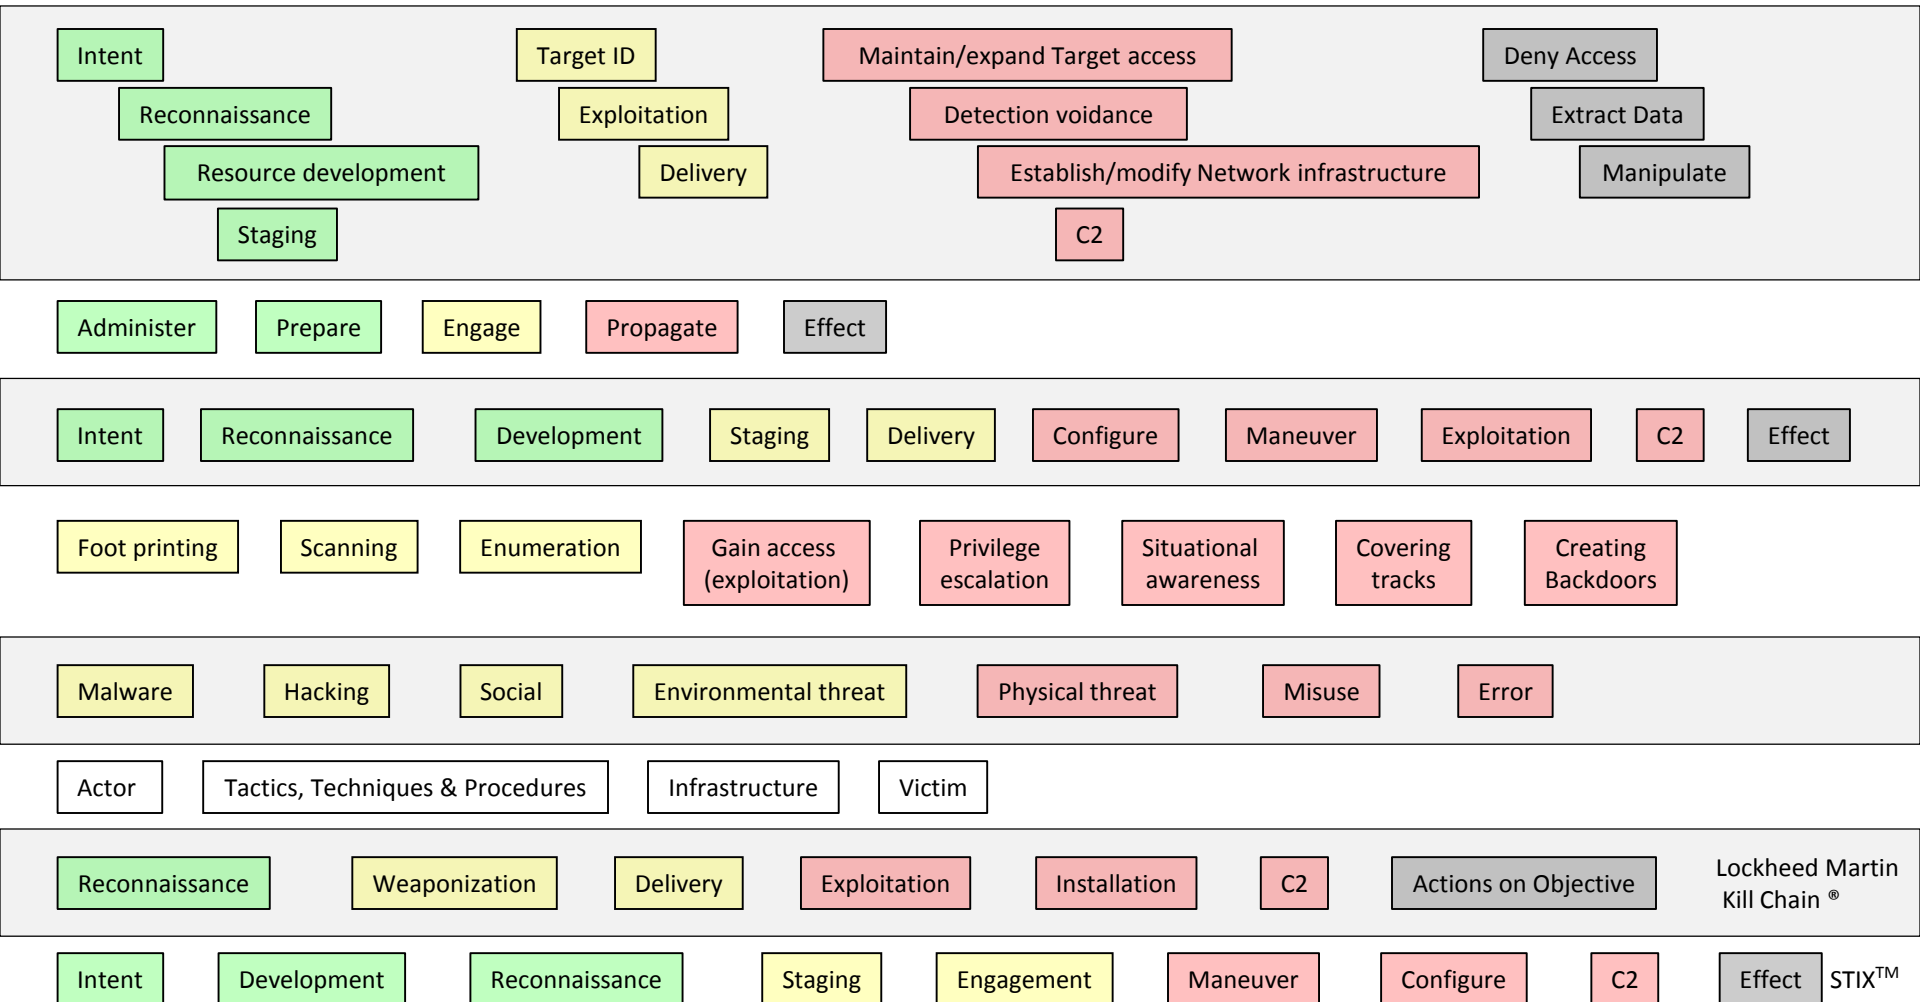 Intent Target ID Maintain/expand Target access Deny Access
Reconnaissance Exploitation Detection voidance Extract Data
Resource development Delivery Establish/modify Network infrastructure Manipulate
Staging C2
Administer Prepare Engage Propagate Effect
Intent Reconnaissance Development Staging Delivery Configure Maneuver Exploitation C2 Effect
Foot printing Scanning Enumeration Gain access Privilege Situational Covering Creating
(exploitation) escalation awareness tracks Backdoors
Malware Hacking Social Environmental threat Physical threat Misuse Error
Actor Tactics, Techniques & Procedures Infrastructure Victim
Reconnaissance Weaponization Delivery Exploitation Installation C2 Actions on Objective Lockheed Martin
Kill Chain ®
Intent Development Reconnaissance Staging Engagement Maneuver Configure C2 Effect STIX™